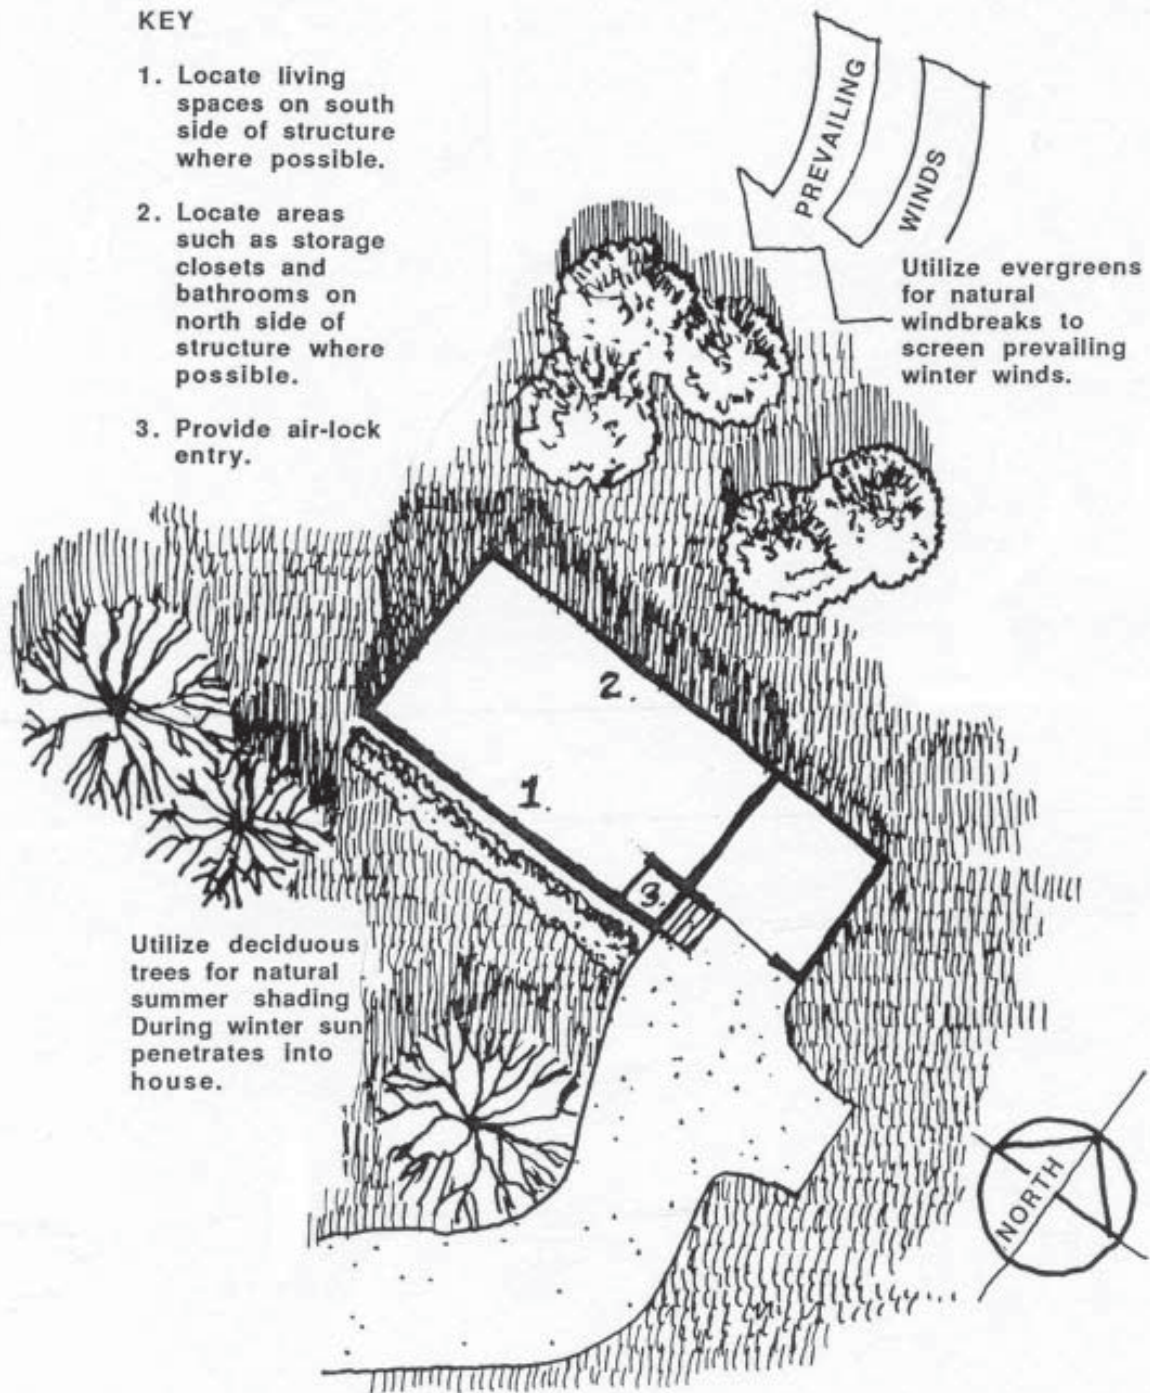 KEY
1. Locate living
spaces on south
side of structure
where possible.
2. Locate areas
such as storage
closets and
bathrooms on
north side of
structure where
possible.
3. Provide air-lock
entry.
PREVAILING
WINDS
Utilize evergreens
for natural
windbreaks to
screen prevailing
winter winds.
2.
1.
3.
Utilize deciduous
trees for natural
summer shading
During winter sun
penetrates into
house.
NORTH